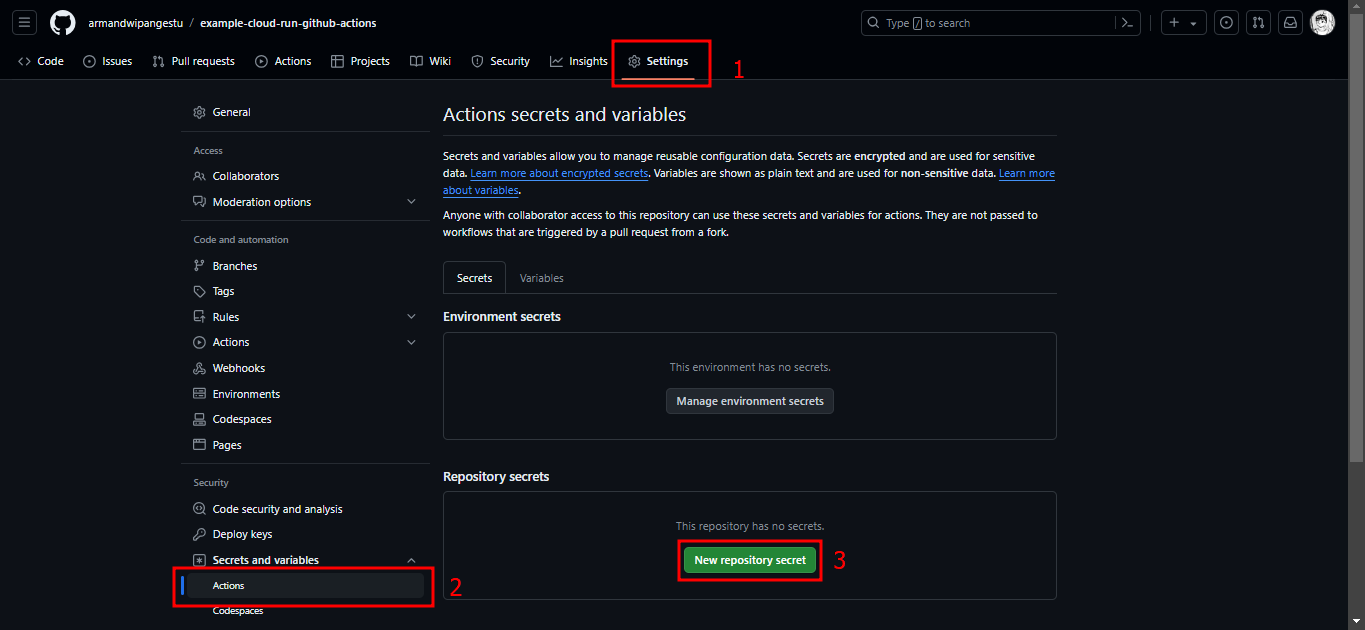 armandwipangestu / example-cloud-run-github-actions
Type / to search
Code Issues Pull requests Actions Projects Wiki Security Insights Settings 1
General
Access
Collaborators
Moderation options
Code and automation
Branches
Tags
Rules
Actions
Webhooks
Environments
Codespaces
Pages
Security
Code security and analysis
Deploy keys
Secrets and variables
Actions 2
Codespaces
Actions secrets and variables
Secrets and variables allow you to manage reusable configuration data. Secrets are encrypted and are used for sensitive
data. Learn more about encrypted secrets. Variables are shown as plain text and are used for non-sensitive data. Learn more
about variables.
Anyone with collaborator access to this repository can use these secrets and variables for actions. They are not passed to
workflows that are triggered by a pull request from a fork.
Secrets Variables
Environment secrets
This environment has no secrets.
Manage environment secrets
Repository secrets
This repository has no secrets.
New repository secret 3